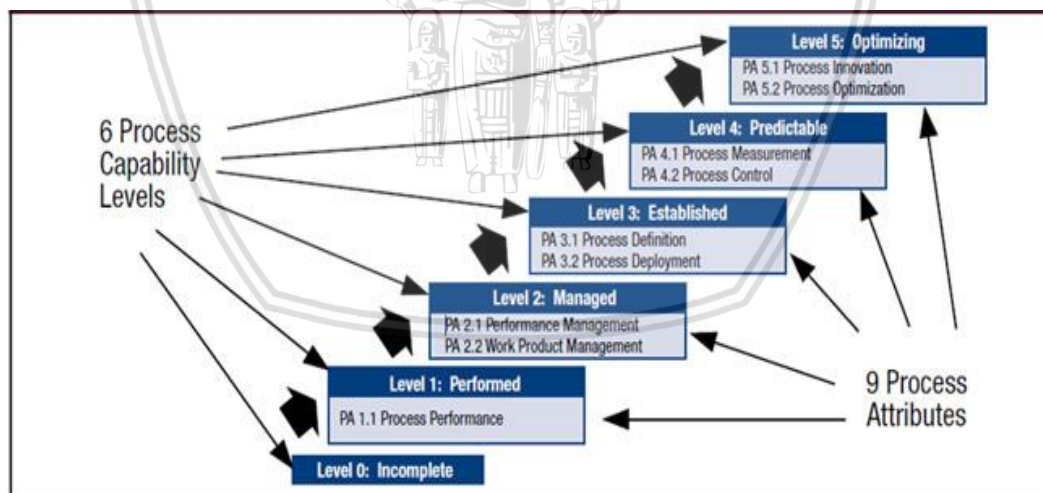 Level 5: Optimizing
PA 5.1 Process Innovation
PA 5.2 Process Optimization
Level 4: Predictable
PA 4.1 Process Measurement
PA 4.2 Process Control
6 Process
Capability
Levels
Level 3: Established
PA 3.1 Process Definition
PA 3.2 Process Deployment
Level 2: Managed
PA 2.1 Performance Management
PA 2.2 Work Product Management
Level 1: Performed
PA 1.1 Process Performance
9 Process
Attributes
Level 0: Incomplete